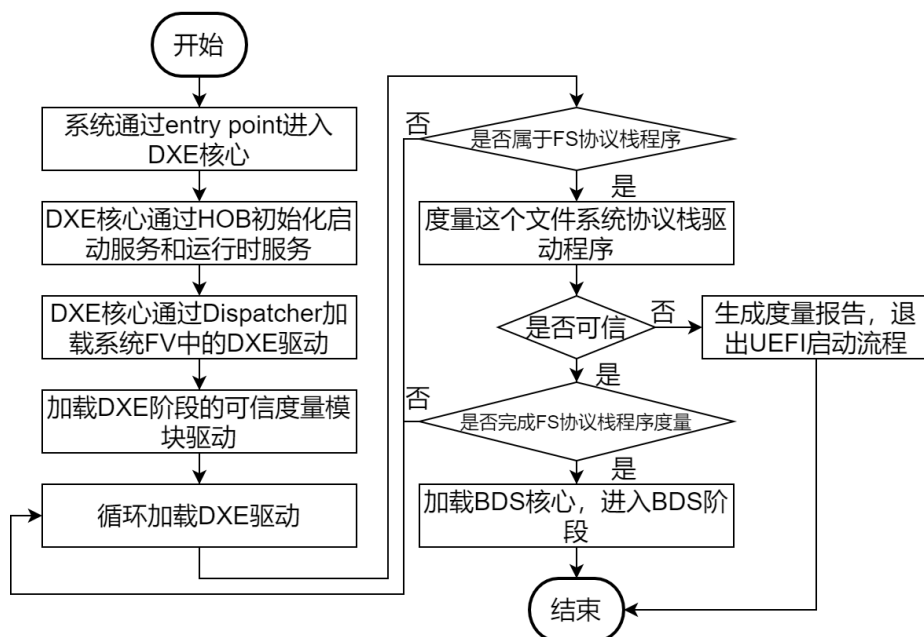 开始
系统通过entry point进入
DXE核心
DXE核心通过HOB初始化启
动服务和运行时服务
DXE核心通过Dispatcher加
载系统FV中的DXE驱动
加载DXE阶段的可信度量模
块驱动
循环加载DXE驱动
否
是否属于FS协议栈程序
是
度量这个文件系统协议栈驱
动程序
是否可信
否
生成度量报告，退
出UEFI启动流程
是
否
是否完成FS协议栈程序度量
是
加载BDS核心，进入BDS阶
段
结束